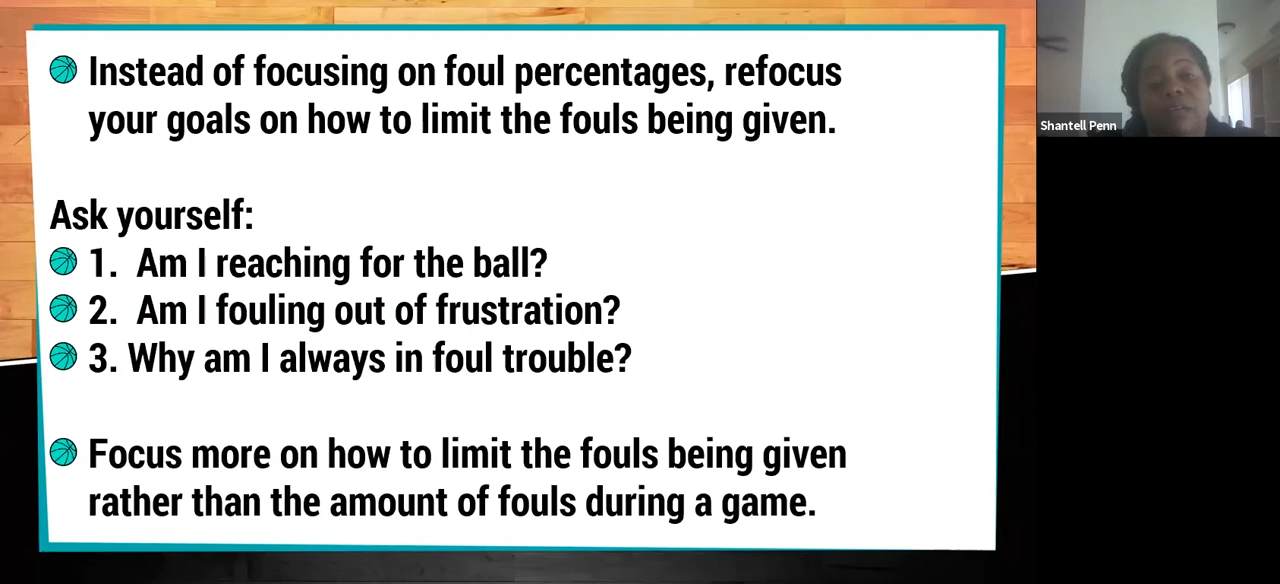 Instead of focusing on foul percentages, refocus
your goals on how to limit the fouls being given.
Ask yourself:
1. Am I reaching for the ball?
2. Am I fouling out of frustration?
3. Why am I always in foul trouble?
Focus more on how to limit the fouls being given
rather than the amount of fouls during a game.
Shantell Penn